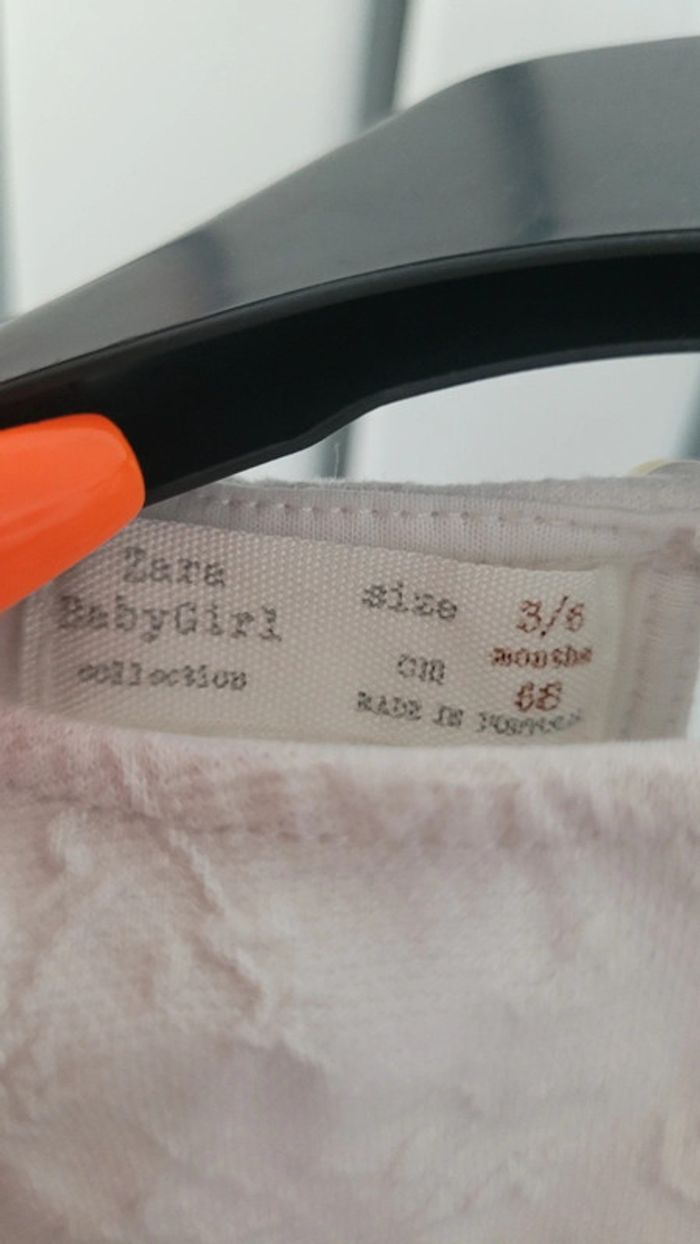 Zara
BabyGirl
collection
size 3/6
months
cm 68
MADE IN PORTUGAL